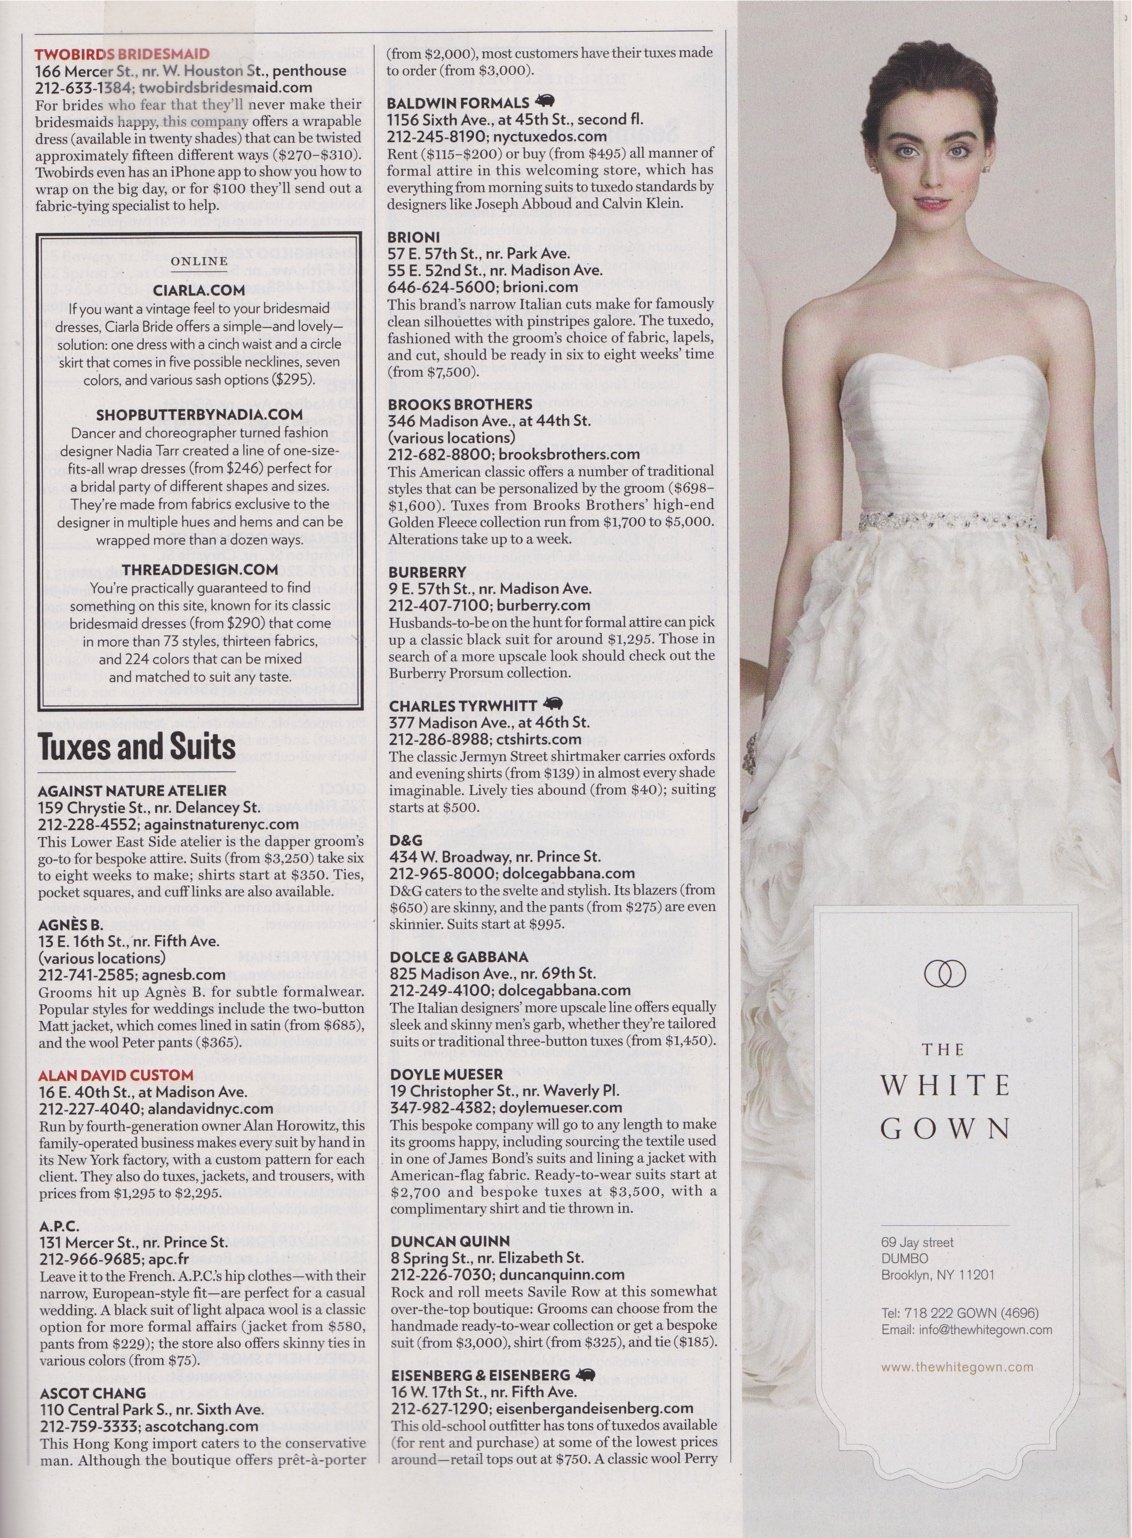 TWOBIRDS BRIDESMAID
166 Mercer St., nr. W. Houston St., penthouse
212-633-1384; twobirdsbridesmaid.com
For brides who fear that they'll never make their
bridesmaids happy, this company offers a wrapable
dress (available in twenty shades) that can be twisted
approximately fifteen different ways ($270–$310).
Twobirds even has an iPhone app to show you how to
wrap on the big day, or for $100 they'll send out a
fabric-tying specialist to help.
ONLINE
CIARLA.COM
If you want a vintage feel to your bridesmaid
dresses, Ciarla Bride offers a simple—and lovely—
solution: one dress with a cinch waist and a circle
skirt that comes in five possible necklines, seven
colors, and various sash options ($295).
SHOPBUTTERBYNADIA.COM
Dancer and choreographer turned fashion
designer Nadia Tarr created a line of one-size-
fits-all wrap dresses (from $246) perfect for
a bridal party of different shapes and sizes.
They're made from fabrics exclusive to the
designer in multiple hues and hems and can be
wrapped more than a dozen ways.
THREADDESIGN.COM
You're practically guaranteed to find
something on this site, known for its classic
bridesmaid dresses (from $290) that come
in more than 73 styles, thirteen fabrics,
and 224 colors that can be mixed
and matched to suit any taste.
Tuxes and Suits
AGAINST NATURE ATELIER
159 Chrystie St., nr. Delancey St.
212-228-4552; againstnaturenyc.com
This Lower East Side atelier is the dapper groom's
go-to for bespoke attire. Suits (from $3,250) take six
to eight weeks to make; shirts start at $350. Ties,
pocket squares, and cuff links are also available.
AGNÈS B.
13 E. 16th St., nr. Fifth Ave.
(various locations)
212-741-2585; agnesb.com
Grooms hit up Agnès B. for subtle formalwear.
Popular styles for weddings include the two-button
Matt jacket, which comes lined in satin (from $685),
and the wool Peter pants ($365).
ALAN DAVID CUSTOM
16 E. 40th St., at Madison Ave.
212-227-4040; alandavidnyc.com
Run by fourth-generation owner Alan Horowitz, this
family-operated business makes every suit by hand in
its New York factory, with a custom pattern for each
client. They also do tuxes, jackets, and trousers, with
prices from $1,295 to $2,295.
A.P.C.
131 Mercer St., nr. Prince St.
212-966-9685; apc.fr
Leave it to the French. A.P.C.'s hip clothes—with their
narrow, European-style fit—are perfect for a casual
wedding. A black suit of light alpaca wool is a classic
option for more formal affairs (jacket from $580,
pants from $229); the store also offers skinny ties in
various colors (from $75).
ASCOT CHANG
110 Central Park S., nr. Sixth Ave.
212-759-3333; ascotchang.com
This Hong Kong import caters to the conservative
man. Although the boutique offers prêt-à-porter
(from $2,000), most customers have their tuxes made
to order (from $3,000).
BALDWIN FORMALS
1156 Sixth Ave., at 45th St., second fl.
212-245-8190; nyctuxedos.com
Rent ($115–$200) or buy (from $495) all manner of
formal attire in this welcoming store, which has
everything from morning suits to tuxedo standards by
designers like Joseph Abboud and Calvin Klein.
BRIONI
57 E. 57th St., nr. Park Ave.
55 E. 52nd St., nr. Madison Ave.
646-624-5600; brioni.com
This brand's narrow Italian cuts make for famously
clean silhouettes with pinstripes galore. The tuxedo,
fashioned with the groom's choice of fabric, lapels,
and cut, should be ready in six to eight weeks' time
(from $7,500).
BROOKS BROTHERS
346 Madison Ave., at 44th St.
(various locations)
212-682-8800; brooksbrothers.com
This American classic offers a number of traditional
styles that can be personalized by the groom ($698–
$1,600). Tuxes from Brooks Brothers' high-end
Golden Fleece collection run from $1,700 to $5,000.
Alterations take up to a week.
BURBERRY
9 E. 57th St., nr. Madison Ave.
212-407-7100; burberry.com
Husbands-to-be on the hunt for formal attire can pick
up a classic black suit for around $1,295. Those in
search of a more upscale look should check out the
Burberry Prorsum collection.
CHARLES TYRWHITT
377 Madison Ave., at 46th St.
212-286-8988; ctshirts.com
The classic Jermyn Street shirtmaker carries oxfords
and evening shirts (from $139) in almost every shade
imaginable. Lively ties abound (from $40); suiting
starts at $500.
D&G
434 W. Broadway, nr. Prince St.
212-965-8000; dolcegabbana.com
D&G caters to the svelte and stylish. Its blazers (from
$650) are skinny, and the pants (from $275) are even
skinnier. Suits start at $995.
DOLCE & GABBANA
825 Madison Ave., nr. 69th St.
212-249-4100; dolcegabbana.com
The Italian designers' more upscale line offers equally
sleek and skinny men's garb, whether they're tailored
suits or traditional three-button tuxes (from $1,450).
DOYLE MUESER
19 Christopher St., nr. Waverly Pl.
347-982-4382; doylemueser.com
This bespoke company will go to any length to make
its grooms happy, including sourcing the textile used
in one of James Bond's suits and lining a jacket with
American-flag fabric. Ready-to-wear suits start at
$2,700 and bespoke tuxes at $3,500, with a
complimentary shirt and tie thrown in.
DUNCAN QUINN
8 Spring St., nr. Elizabeth St.
212-226-7030; duncanquinn.com
Rock and roll meets Savile Row at this somewhat
over-the-top boutique: Grooms can choose from the
handmade ready-to-wear collection or get a bespoke
suit (from $3,000), shirt (from $325), and tie ($185).
EISENBERG & EISENBERG
16 W. 17th St., nr. Fifth Ave.
212-627-1290; eisenbergandeisenberg.com
This old-school outfitter has tons of tuxedos available
(for rent and purchase) at some of the lowest prices
around—retail tops out at $750. A classic wool Perry
THE
WHITE
GOWN
69 Jay street
DUMBO
Brooklyn, NY 11201
Tel: 718 222 GOWN (4696)
Email: info@thewhitegown.com
www.thewhitegown.com